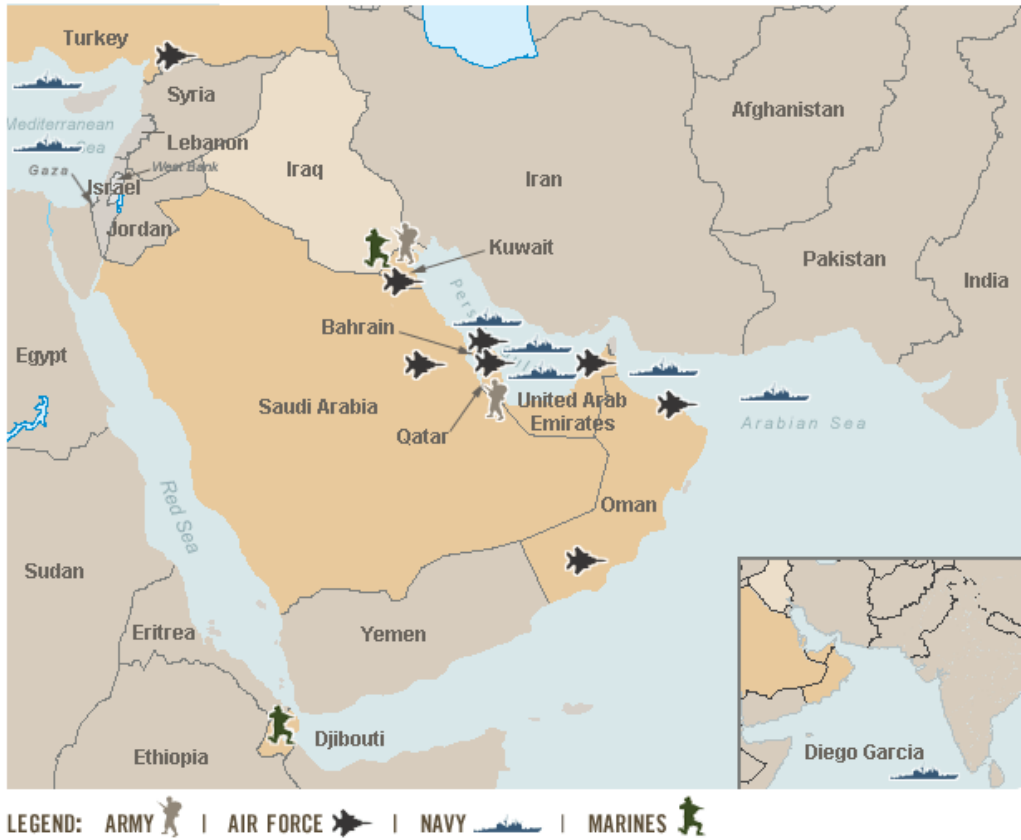 Turkey
Syria
Mediterranean
Sea
Lebanon
Gaza
West Bank
Israel
Jordan
Iraq
Iran
Afghanistan
Pakistan
India
Kuwait
Bahrain
Egypt
Saudi Arabia
Qatar
United Arab
Emirates
Arabian Sea
Oman
Red Sea
Sudan
Eritrea
Yemen
Ethiopia
Djibouti
Diego Garcia
LEGEND: ARMY | AIR FORCE | NAVY | MARINES